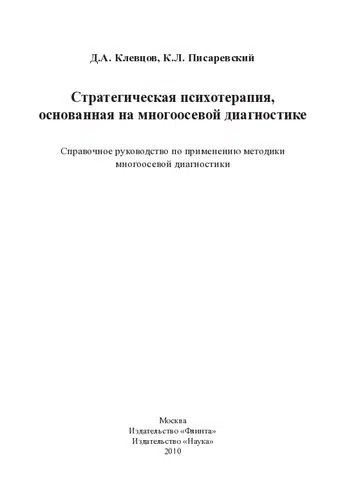 Д.А. Клевцов, К.Л. Писаревский
Стратегическая психотерапия,
основанная на многоосевой диагностике
Справочное руководство по применению методики
многоосевой диагностики
Москва
Издательство «Флинта»
Издательство «Наука»
2010